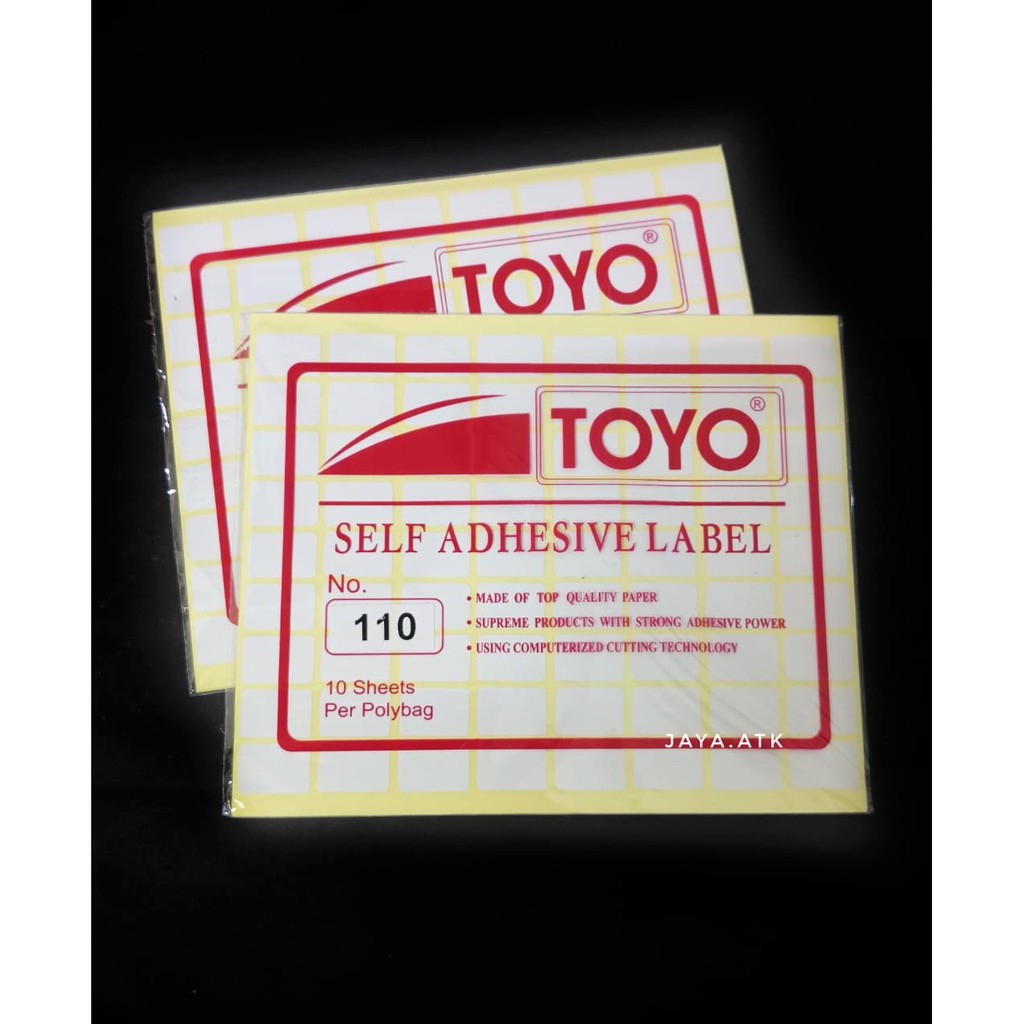 TOYO®
TOYO®
SELF ADHESIVE LABEL
No.
110
• MADE OF TOP QUALITY PAPER
• SUPREME PRODUCTS WITH STRONG ADHESIVE POWER
• USING COMPUTERIZED CUTTING TECHNOLOGY
10 Sheets
Per Polybag
JAYA.ATK